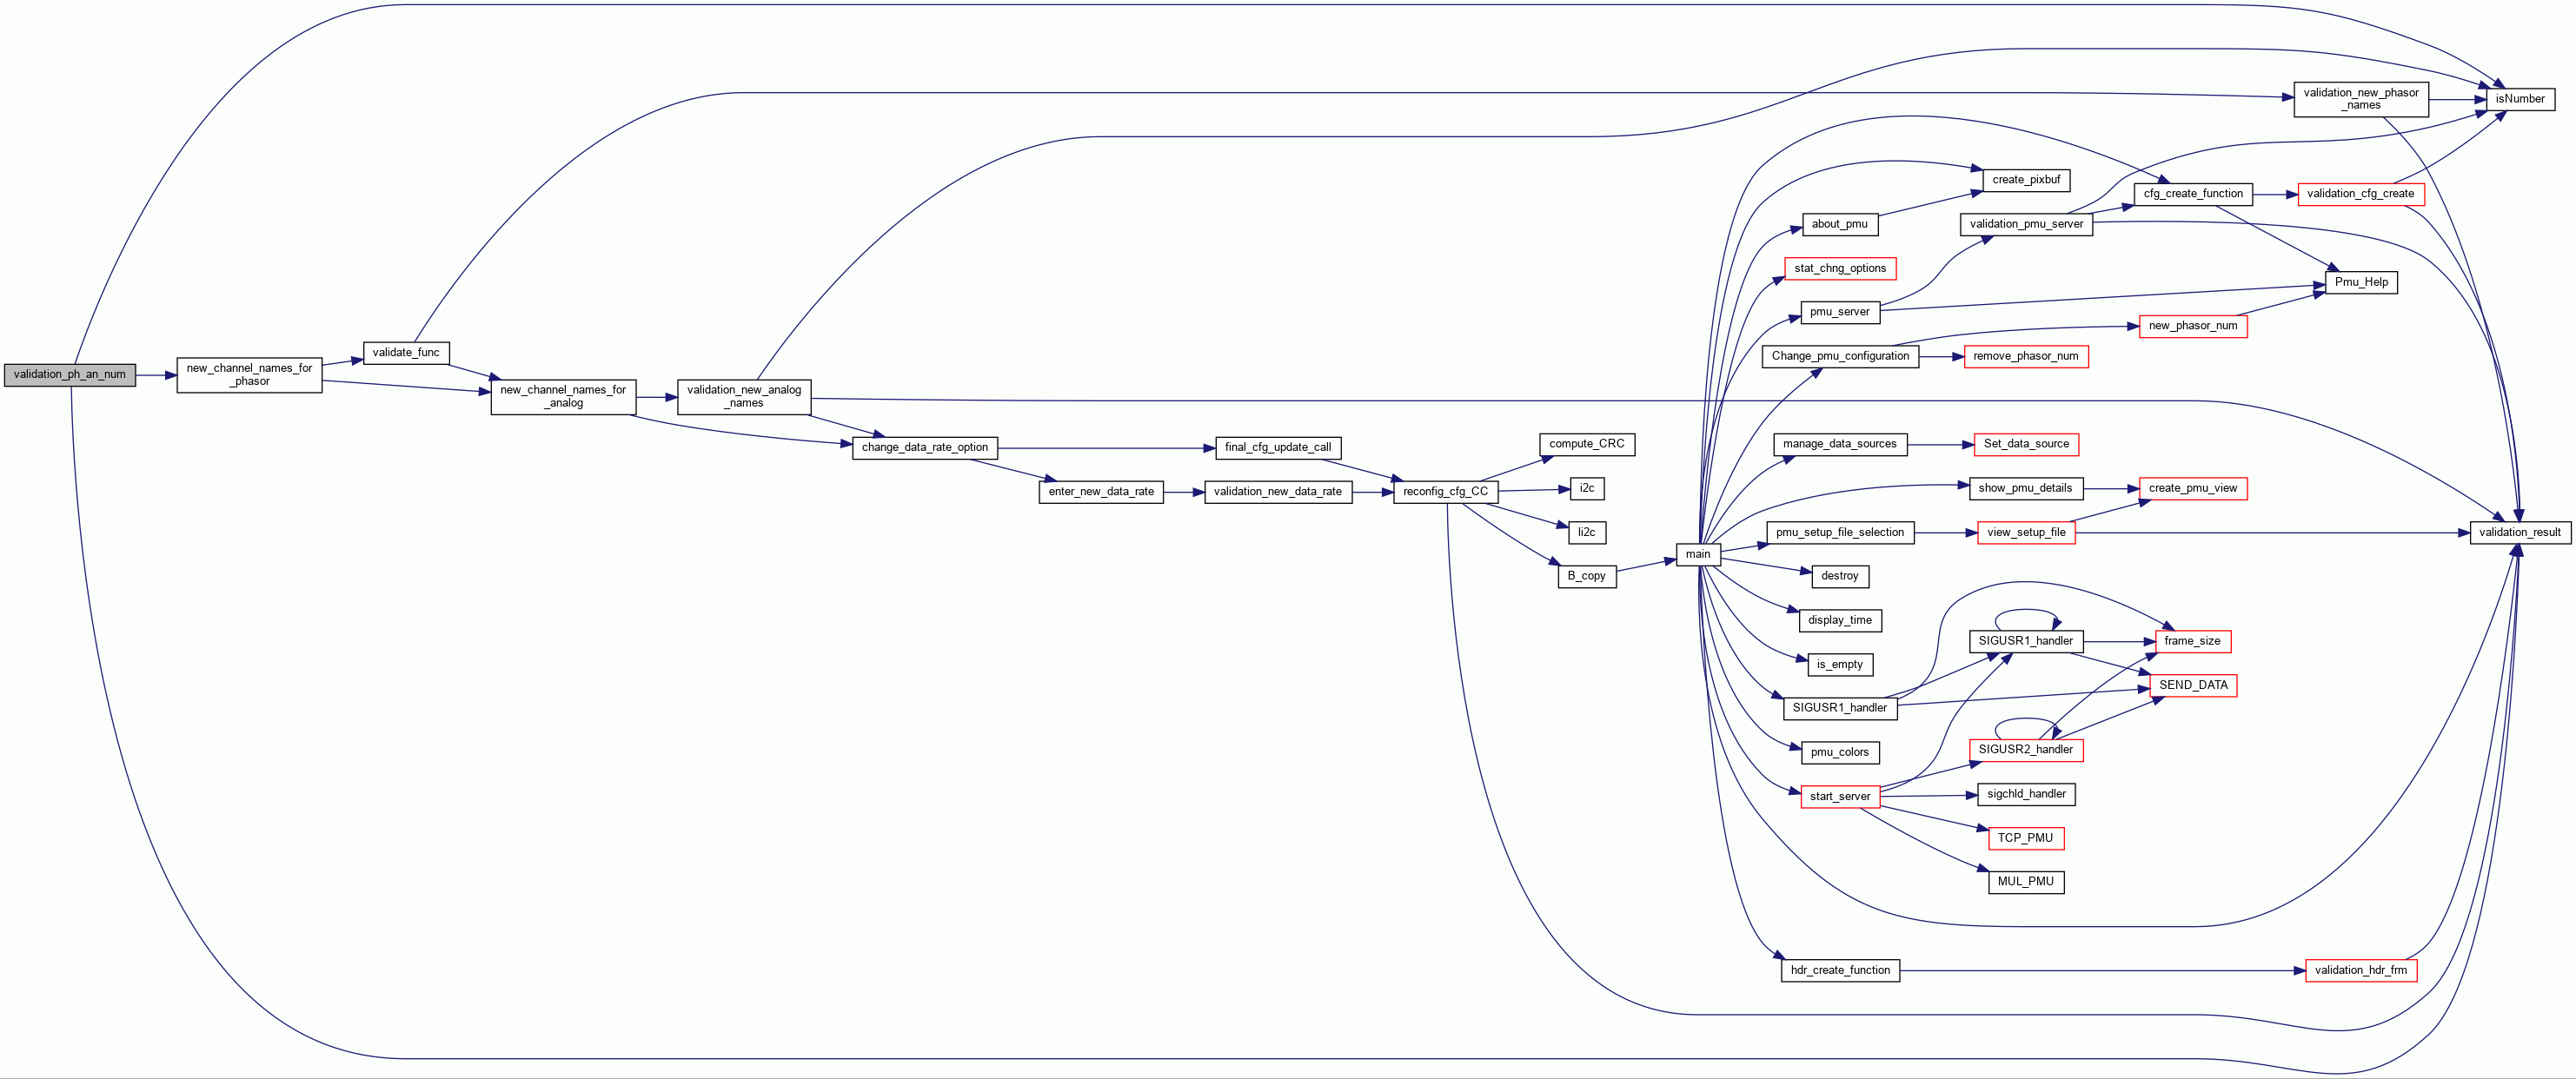 validation_ph_an_num
new_channel_names_for
_phasor
validate_func
new_channel_names_for
_analog
validation_new_analog
_names
change_data_rate_option
final_cfg_update_call
enter_new_data_rate
validation_new_data_rate
reconfig_cfg_CC
compute_CRC
i2c
li2c
B_copy
main
create_pixbuf
about_pmu
stat_chng_options
pmu_server
Change_pmu_configuration
manage_data_sources
show_pmu_details
pmu_setup_file_selection
destroy
display_time
is_empty
SIGUSR1_handler
pmu_colors
start_server
hdr_create_function
validation_pmu_server
remove_phasor_num
Set_data_source
view_setup_file
SIGUSR1_handler
SIGUSR2_handler
sigchld_handler
TCP_PMU
MUL_PMU
cfg_create_function
new_phasor_num
create_pmu_view
frame_size
SEND_DATA
validation_new_phasor
_names
validation_cfg_create
Pmu_Help
validation_hdr_frm
isNumber
validation_result